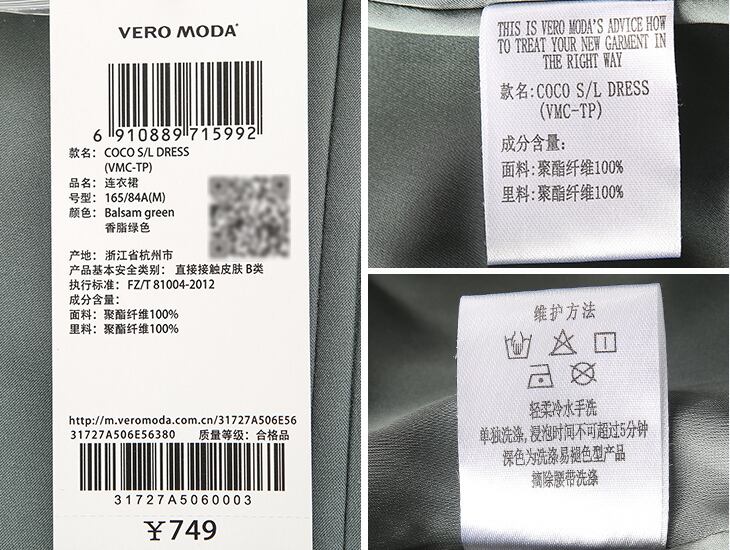 VERO MODA
6 910889 715992
款名： COCO S/L DRESS
(VMC-TP)
品名： 连衣裙
号型： 165/84A(M)
颜色： Balsam green
香脂绿色
产地： 浙江省杭州市
产品基本安全类别： 直接接触皮肤 B类
执行标准： FZ/T 81004-2012
成分含量：
面料：聚酯纤维100%
里料：聚酯纤维100%
http://m.veromoda.com.cn/31727A506E56
31727A506E56380 质量等级：合格品
31727A5060003
¥749
THIS IS VERO MODA'S ADVICE HOW
TO TREAT YOUR NEW GARMENT IN
THE RIGHT WAY
款名:COCO S/L DRESS
(VMC-TP)
成分含量：
面料：聚酯纤维100%
里料：聚酯纤维100%
维护方法
轻柔冷水手洗
单独洗涤,浸泡时间不可超过5分钟
深色为洗涤易褪色型产品
摘除腰带洗涤